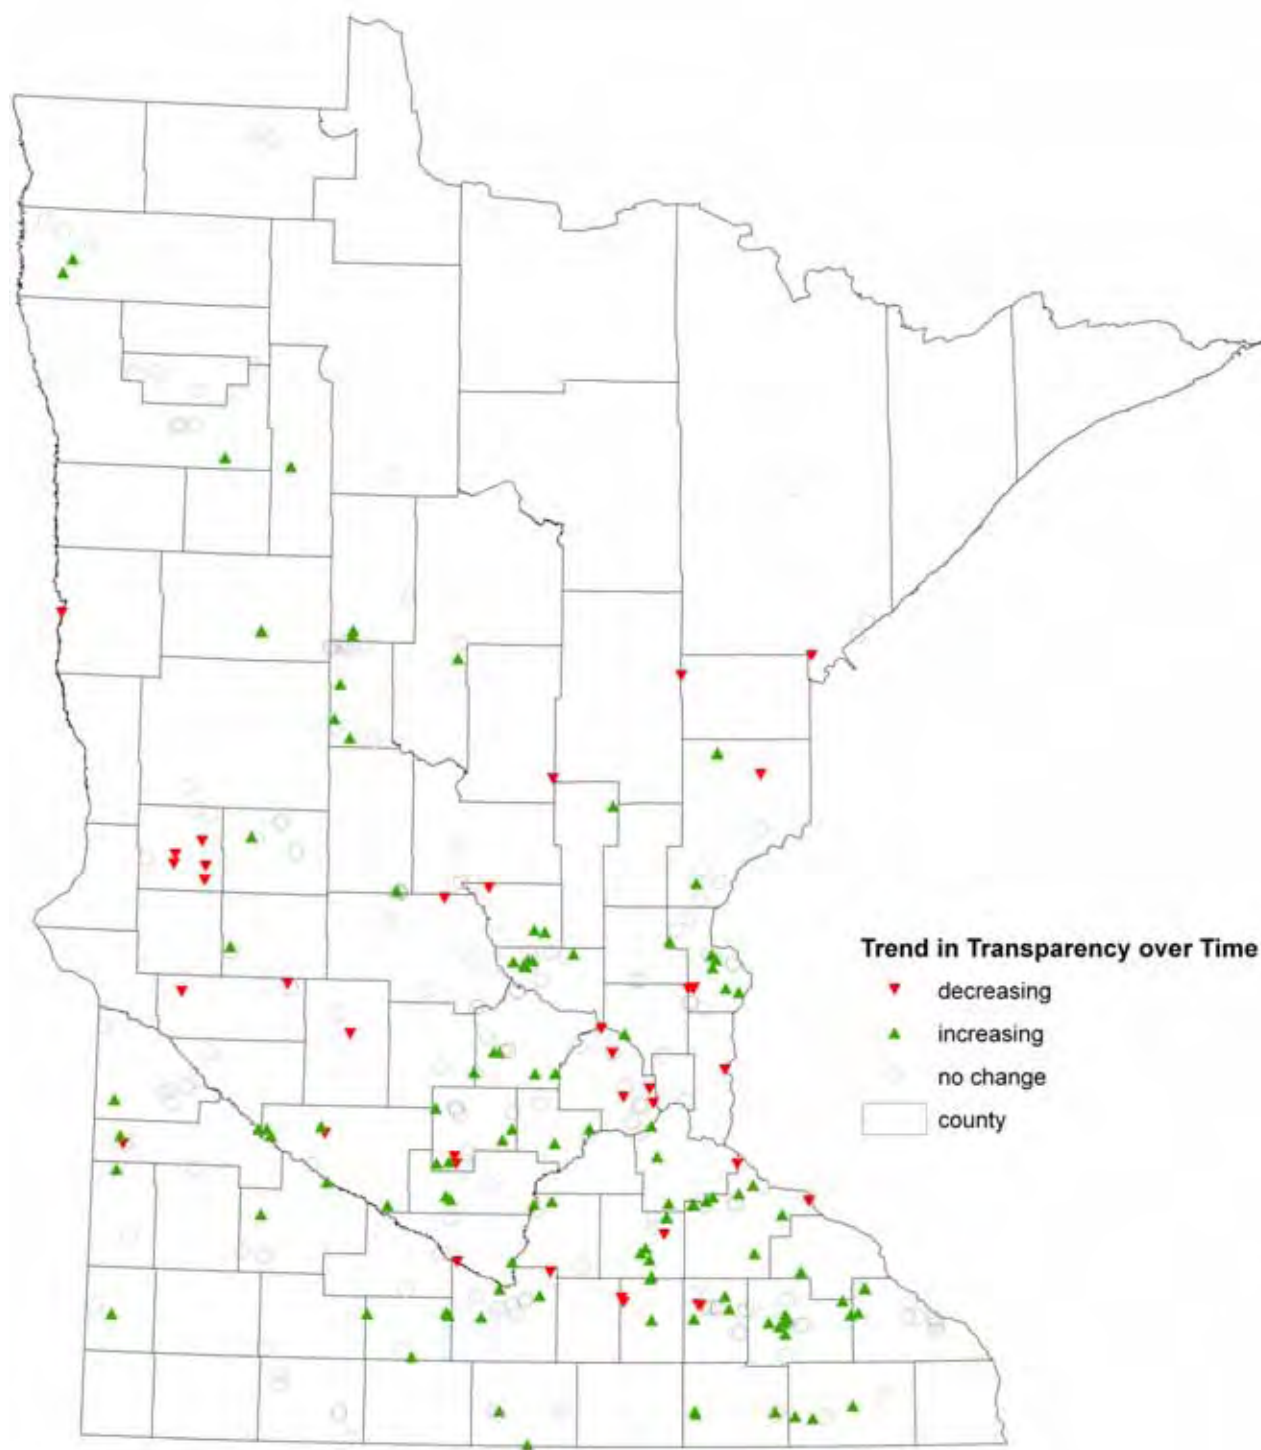 Trend in Transparency over Time
decreasing
increasing
no change
county